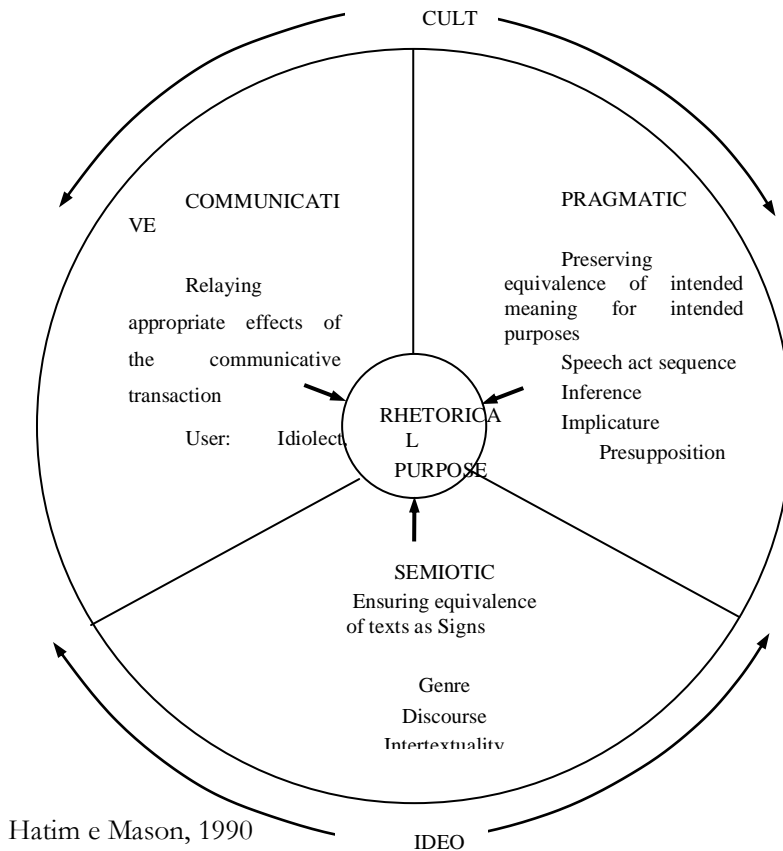 CULT
COMMUNICATI
VE
Relaying
appropriate effects of
the communicative
transaction
User: Idiolect,
PRAGMATIC
Preserving
equivalence of intended
meaning for intended
purposes
Speech act sequence
Inference
Implicature
Presupposition
RHETORICA
L
PURPOSE
SEMIOTIC
Ensuring equivalence
of texts as Signs
Genre
Discourse
Intertextuality
Hatim e Mason, 1990
IDEO